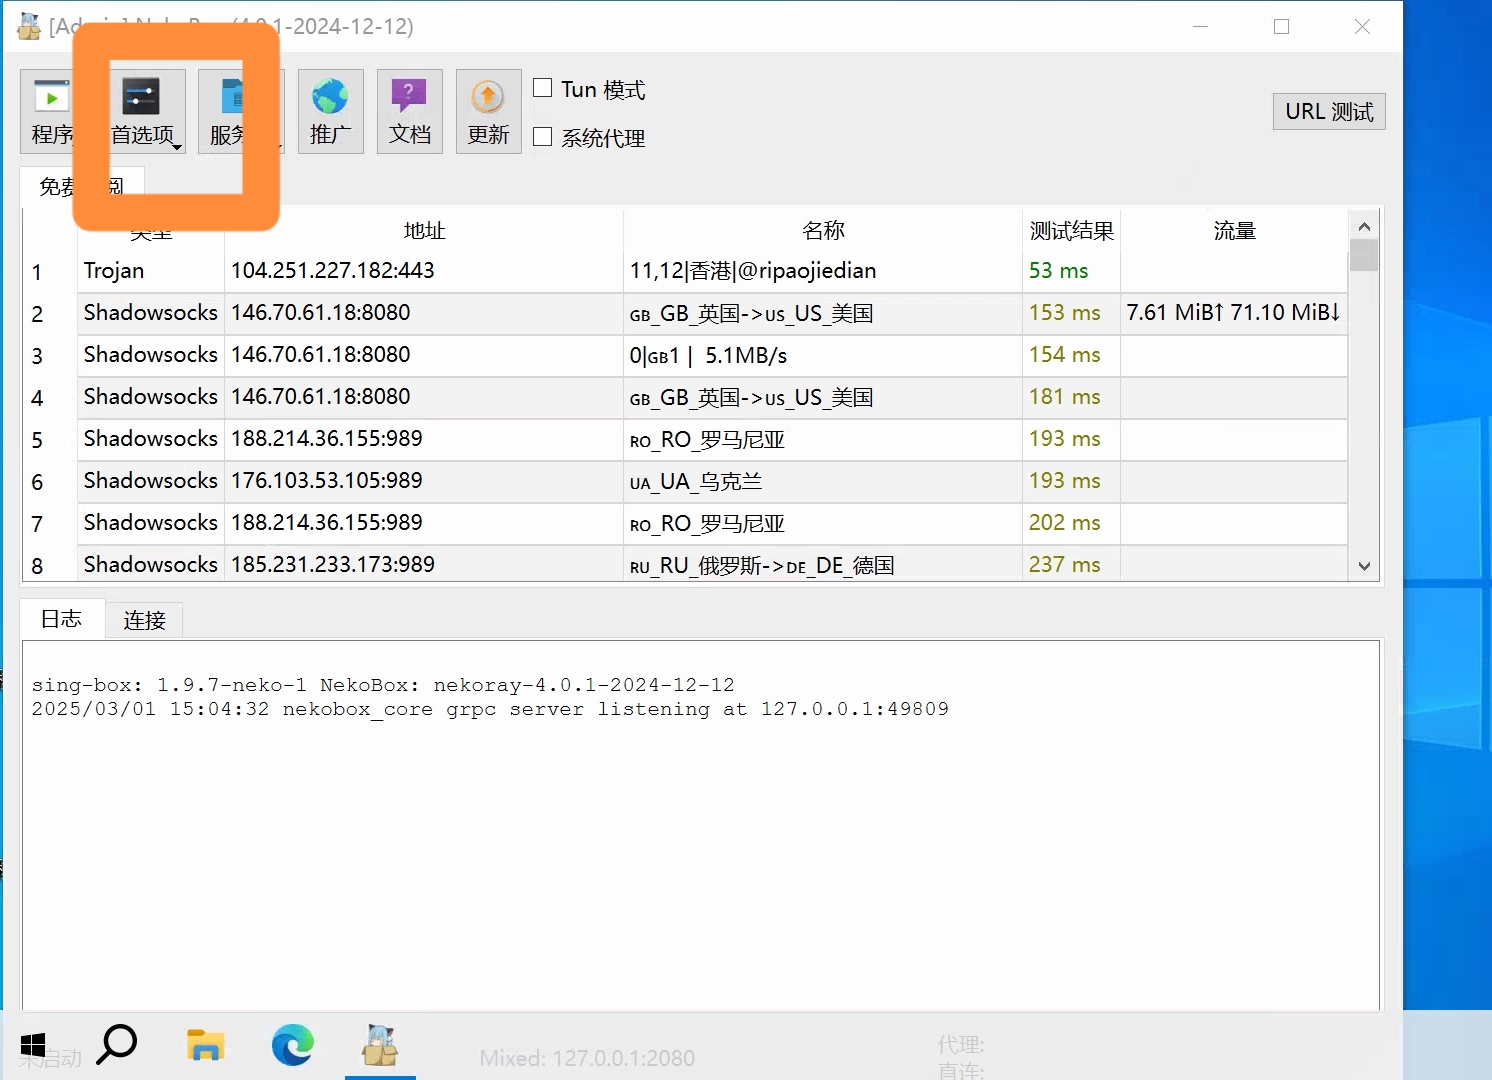 -2024-12-12)
程序
首选项
服务
推广
文档
更新
Tun 模式
系统代理
URL 测试
免费 阅
类型 地址 名称 测试结果 流量
1 Trojan 104.251.227.182:443 11,12|香港|@ripaojiedian 53 ms
2 Shadowsocks 146.70.61.18:8080 GB_GB_英国->US_US_美国 153 ms 7.61 MiB↑ 71.10 MiB↓
3 Shadowsocks 146.70.61.18:8080 0|GB1 | 5.1MB/s 154 ms
4 Shadowsocks 146.70.61.18:8080 GB_GB_英国->US_US_美国 181 ms
5 Shadowsocks 188.214.36.155:989 RO_RO_罗马尼亚 193 ms
6 Shadowsocks 176.103.53.105:989 UA_UA_乌克兰 193 ms
7 Shadowsocks 188.214.36.155:989 RO_RO_罗马尼亚 202 ms
8 Shadowsocks 185.231.233.173:989 RU_RU_俄罗斯->DE_DE_德国 237 ms
日志 连接
sing-box: 1.9.7-neko-1 NekoBox: nekoray-4.0.1-2024-12-12
2025/03/01 15:04:32 nekobox_core grpc server listening at 127.0.0.1:49809
未启动
Mixed: 127.0.0.1:2080
代理:
直连: